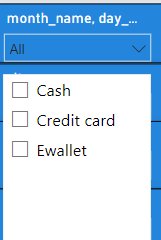 month_name, day_...
All
Cash
Credit card
Ewallet